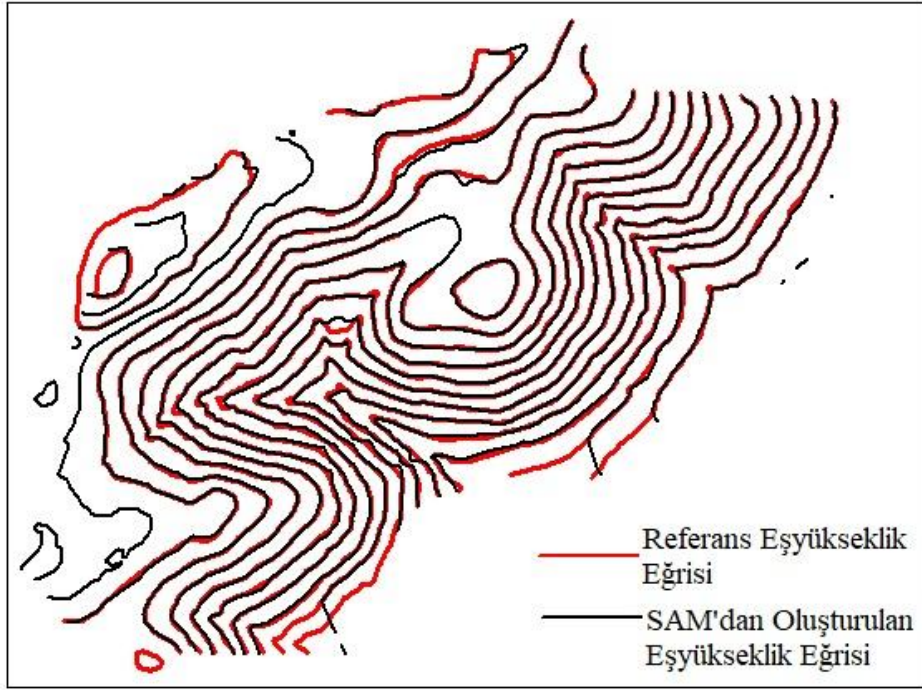 Referans Eşyükseklik
Eğrisi
SAM'dan Oluşturulan
Eşyükseklik Eğrisi